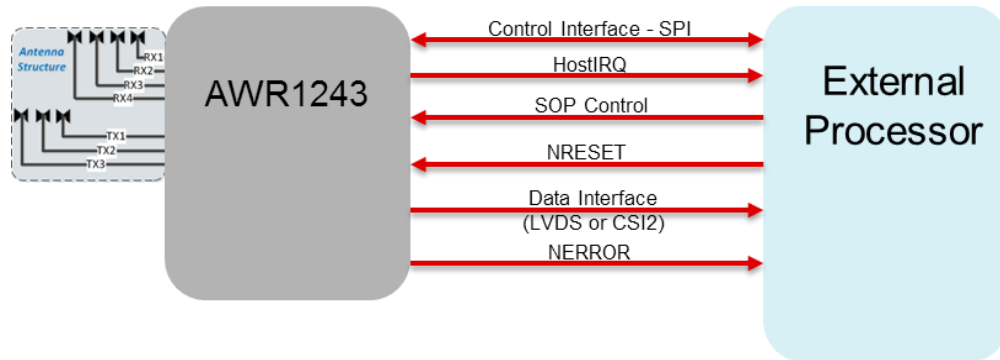 Antenna
Structure
RX1
RX2
RX3
RX4
TX1
TX2
TX3
AWR1243
Control Interface - SPI
HostIRQ
SOP Control
NRESET
Data Interface
(LVDS or CSI2)
NERROR
External
Processor